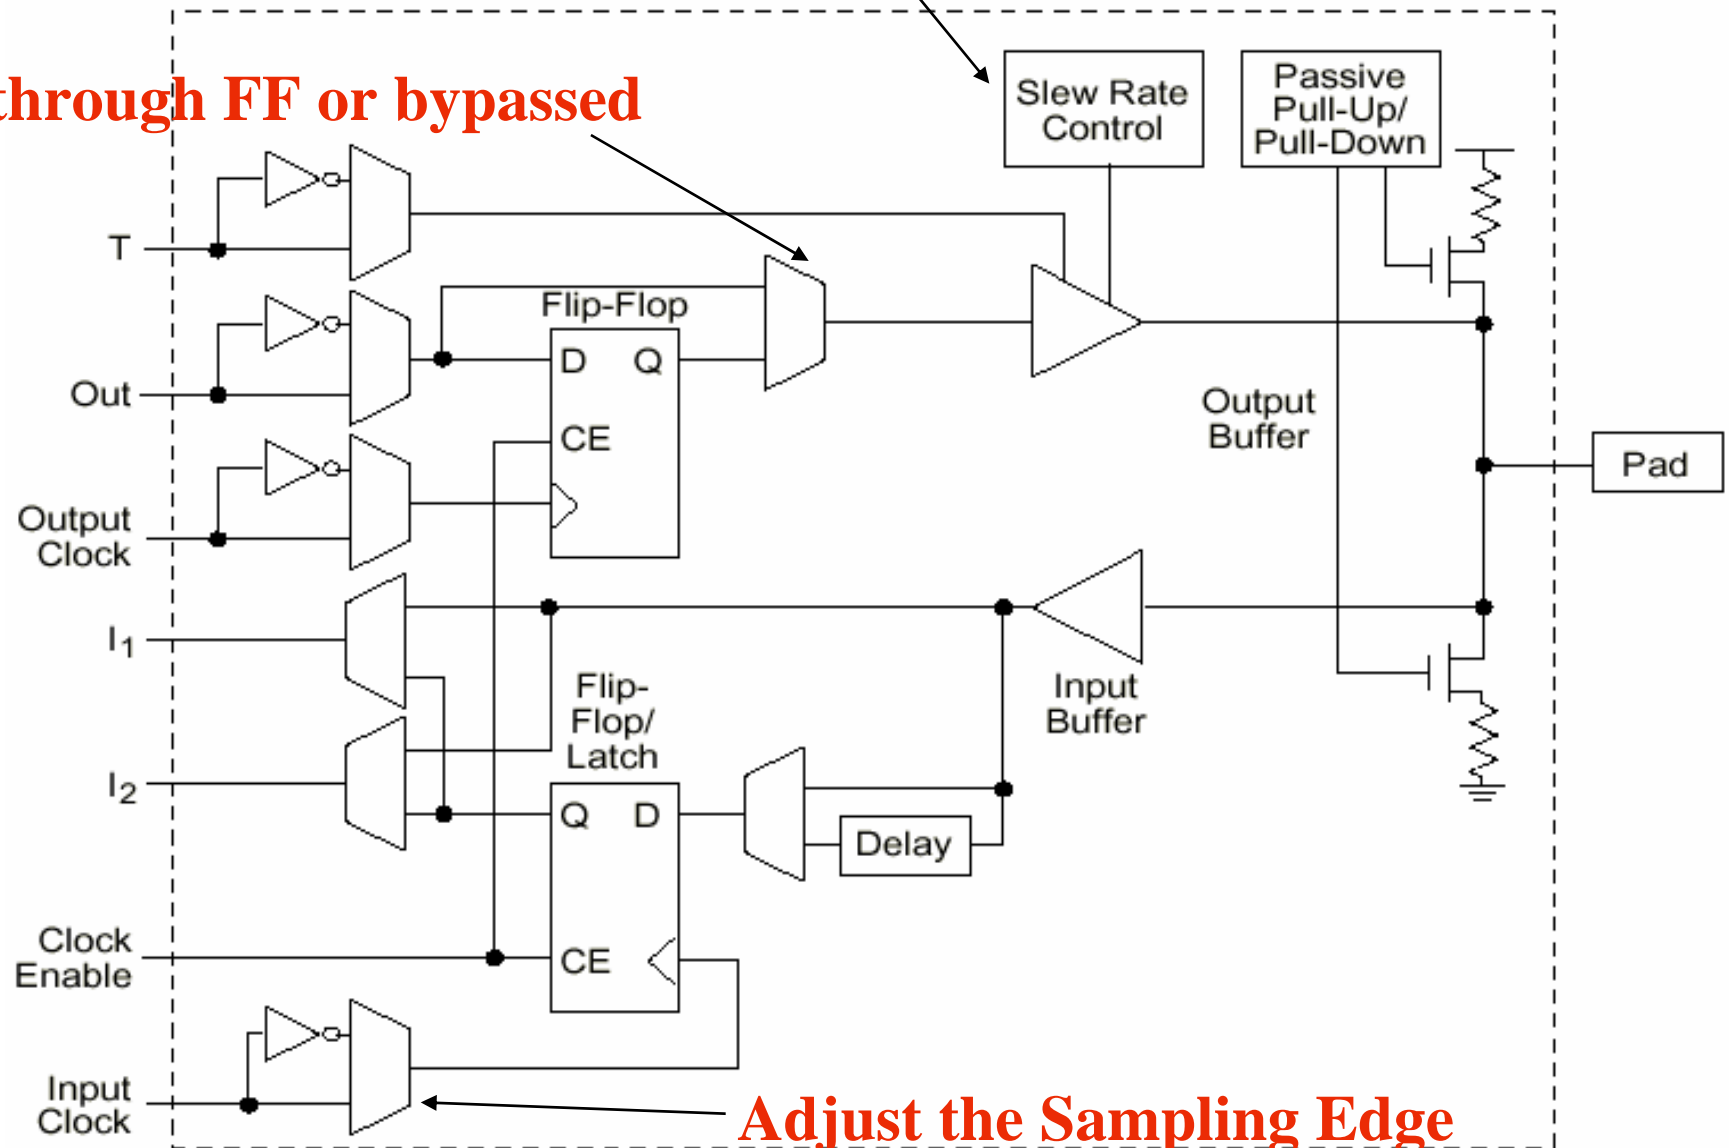 through FF or bypassed
Slew Rate
Control
Passive
Pull-Up/
Pull-Down
T
Flip-Flop
D Q
Out
CE
Output
Buffer
Pad
Output
Clock
I1
Flip-
Flop/
Latch
Input
Buffer
I2
Q D
Delay
Clock
Enable
CE
Input
Clock
Adjust the Sampling Edge